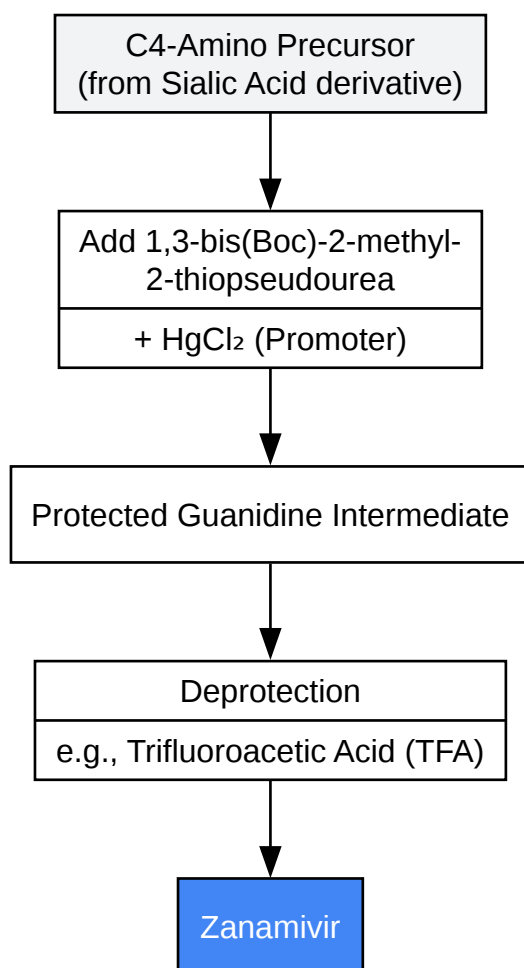 C4-Amino Precursor
(from Sialic Acid derivative)
Add 1,3-bis(Boc)-2-methyl-
2-thiopseudourea
+ HgCl₂ (Promoter)
Protected Guanidine Intermediate
Deprotection
e.g., Trifluoroacetic Acid (TFA)
Zanamivir